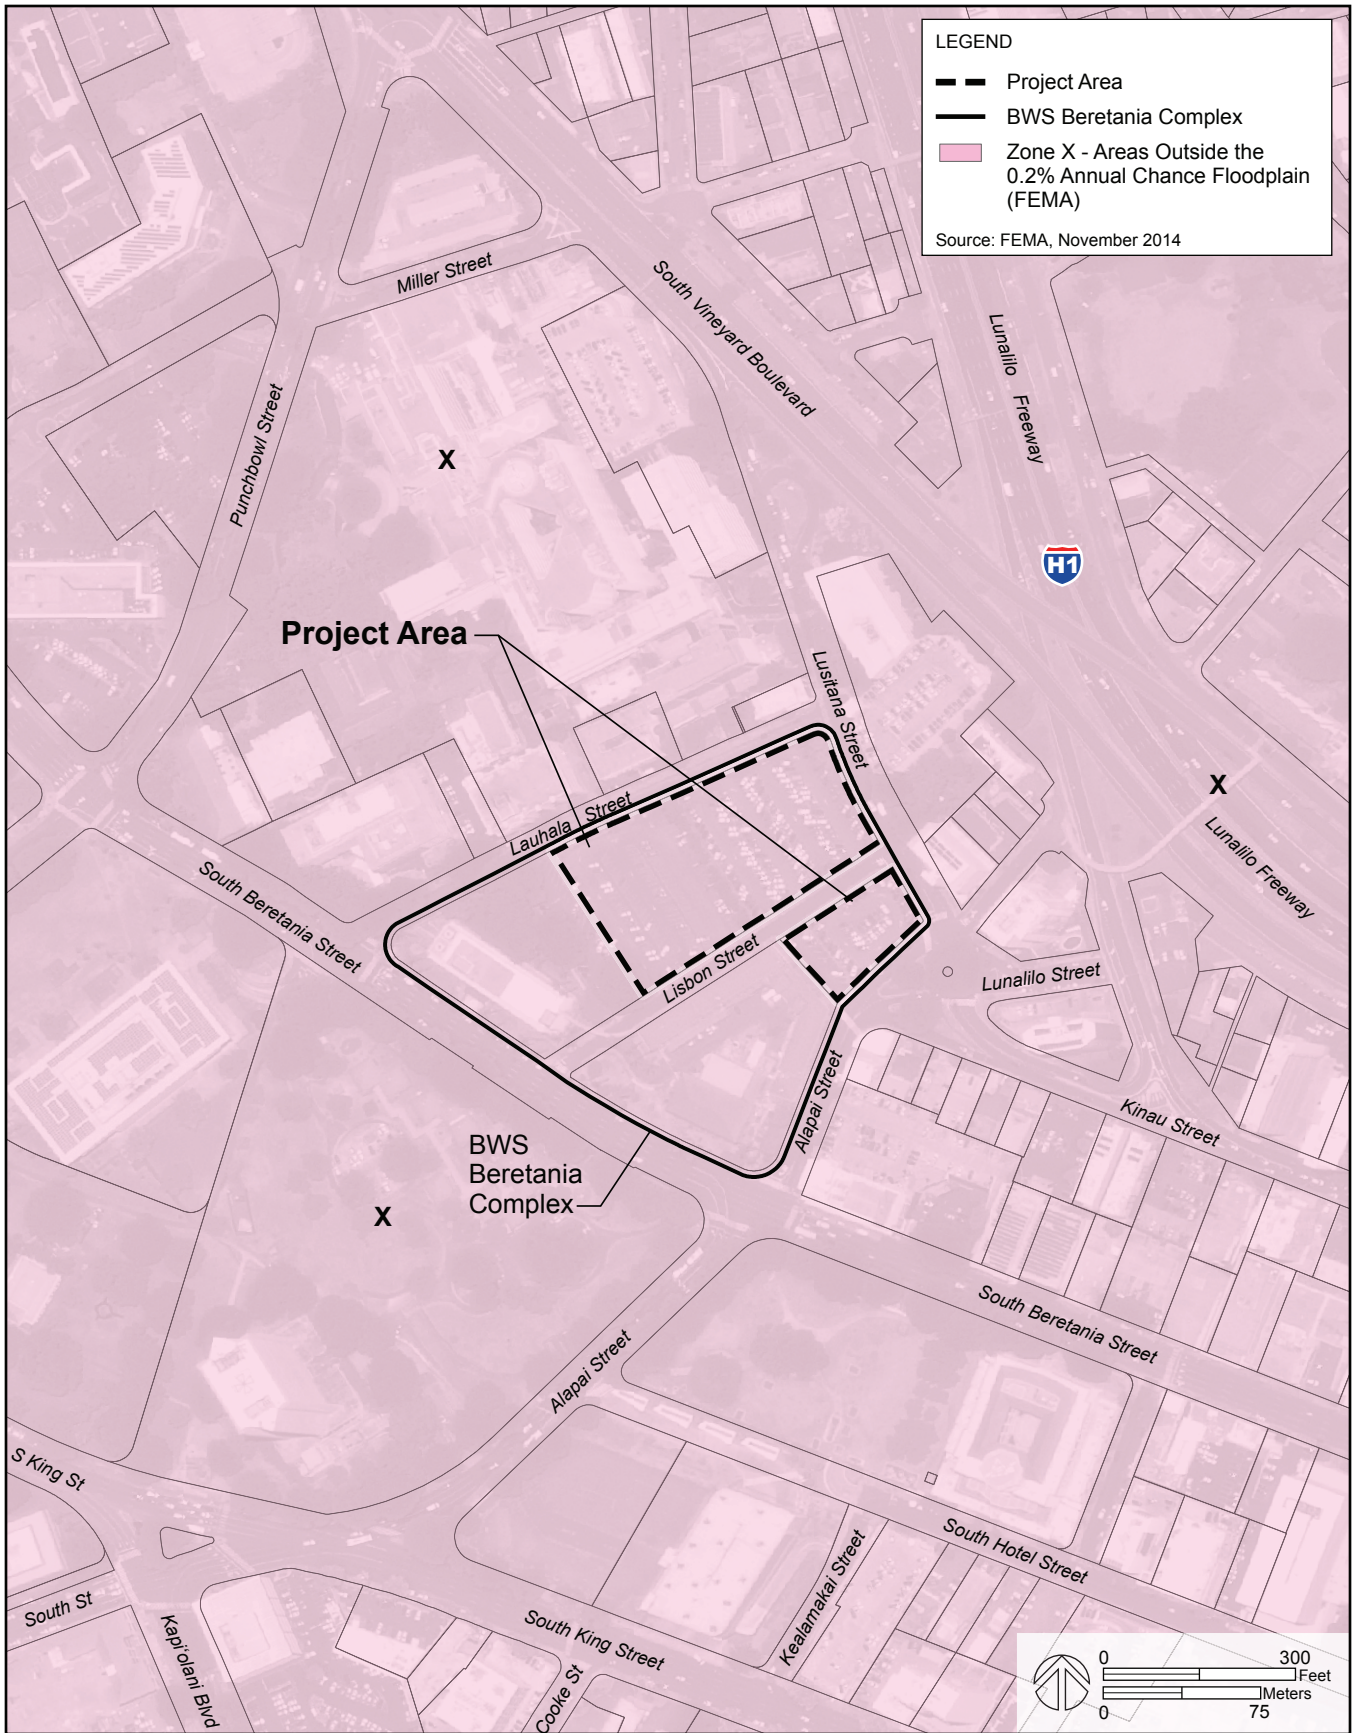 LEGEND
Project Area
BWS Beretania Complex
Zone X - Areas Outside the
0.2% Annual Chance Floodplain
(FEMA)
Source: FEMA, November 2014
Miller Street
South Vineyard Boulevard
Lunalilo Freeway
Punchbowl Street
X
H1
Project Area
Lusitana Street
X
Lauhala Street
Lunalilo Freeway
South Beretania Street
Lisbon Street
Lunalilo Street
Alapai Street
Kinau Street
BWS
Beretania
Complex
X
South Beretania Street
Alapai Street
S King St
South Hotel Street
Kealamakai Street
South St
Kapi'olani Blvd
South King Street
Cooke St
0 300
Feet
Meters
0 75